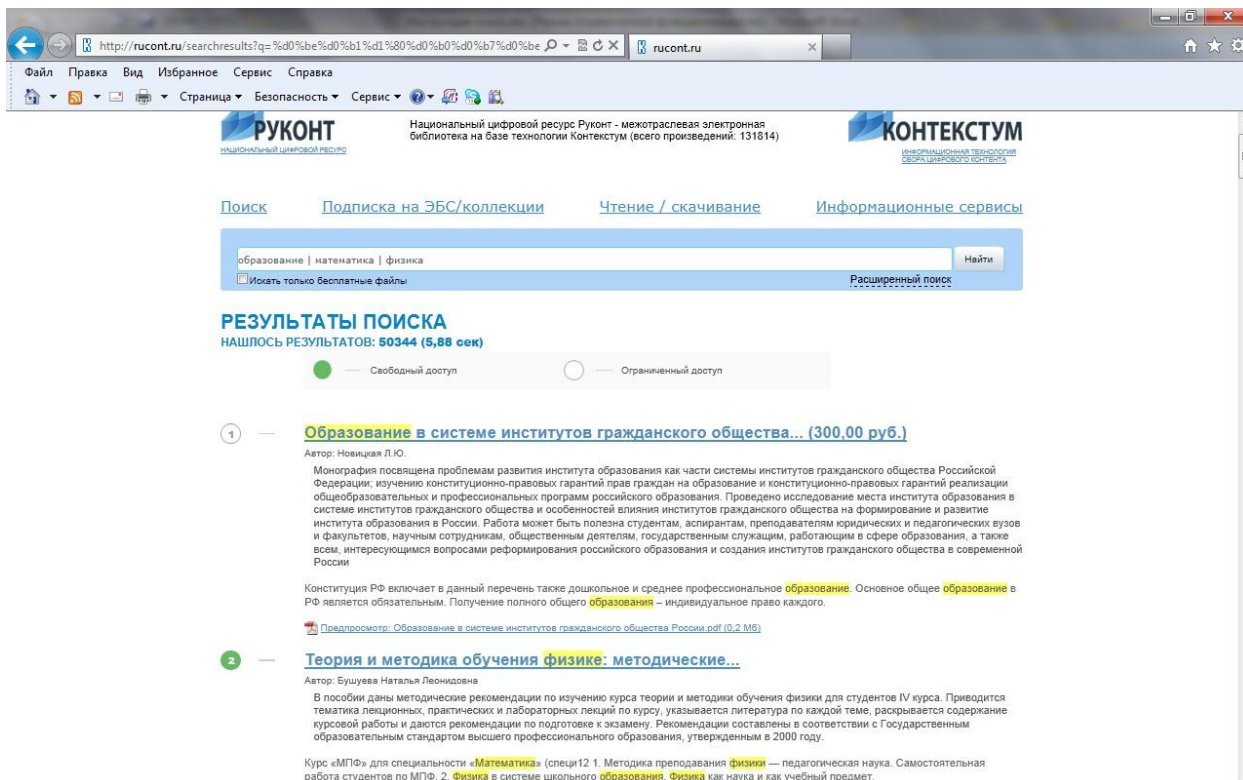 http://rucont.ru/searchresults?q=%d0%be%d0%b1%d1%80%d0%b0%d0%b7%d0%be
rucont.ru
Файл Правка Вид Избранное Сервис Справка
Страница Безопасность Сервис
РУКОНТ
НАЦИОНАЛЬНЫЙ ЦИФРОВОЙ РЕСУРС
Национальный цифровой ресурс Руконт - межотраслевая электронная
библиотека на базе технологии Контекстум (всего произведений: 131814)
КОНТЕКСТУМ
ИНФОРМАЦИОННАЯ ТЕХНОЛОГИЯ
СБОРА ЦИФРОВОГО КОНТЕНТА
Поиск Подписка на ЭБС/коллекции Чтение / скачивание Информационные сервисы
образование | математика | физика Найти
Искать только бесплатные файлы Расширенный поиск
РЕЗУЛЬТАТЫ ПОИСКА
НАШЛОСЬ РЕЗУЛЬТАТОВ: 50344 (5,88 сек)
Свободный доступ Ограниченный доступ
1 — Образование в системе институтов гражданского общества... (300,00 руб.)
Автор: Новицкая Л.Ю.
Монография посвящена проблемам развития института образования как части системы институтов гражданского общества Российской
Федерации; изучению конституционно-правовых гарантий прав граждан на образование и конституционно-правовых гарантий реализации
общеобразовательных и профессиональных программ российского образования. Проведено исследование места института образования в
системе институтов гражданского общества и особенностей влияния институтов гражданского общества на формирование и развитие
института образования в России. Работа может быть полезна студентам, аспирантам, преподавателям юридических и педагогических вузов
и факультетов, научным сотрудникам, общественным деятелям, государственным служащим, работающим в сфере образования, а также
всем, интересующимся вопросами реформирования российского образования и создания институтов гражданского общества в современной
России
Конституция РФ включает в данный перечень также дошкольное и среднее профессиональное образование. Основное общее образование в
РФ является обязательным. Получение полного общего образования – индивидуальное право каждого.
Предпросмотр: Образование в системе институтов гражданского общества России.pdf (0,2 Мб)
2 — Теория и методика обучения физике: методические...
Автор: Бушуева Наталья Леонидовна
В пособии даны методические рекомендации по изучению курса теории и методики обучения физики для студентов IV курса. Приводится
тематика лекционных, практических и лабораторных лекций по курсу, указывается литература по каждой теме, раскрывается содержание
курсовой работы и даются рекомендации по подготовке к экзамену. Рекомендации составлены в соответствии с Государственным
образовательным стандартом высшего профессионального образования, утвержденным в 2000 году.
Курс «МПФ» для специальности «Математика» (специ12 1. Методика преподавания физики — педагогическая наука. Самостоятельная
работа студентов по МПФ. 2. Физика в системе школьного образования. Физика как наука и как учебный предмет.